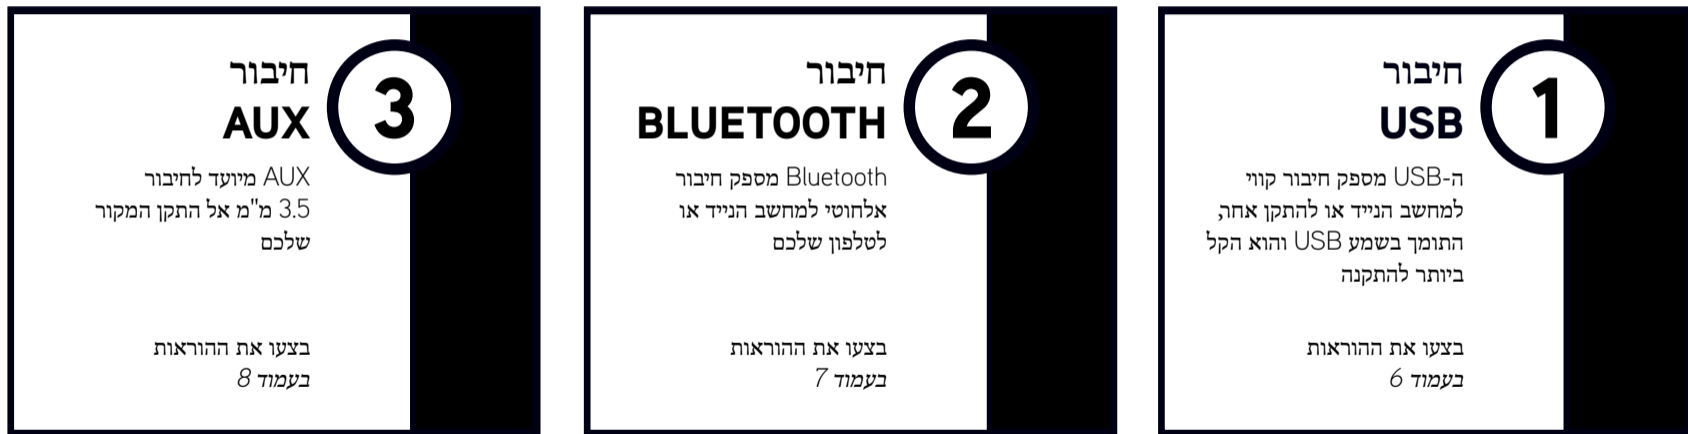 1
חיבור
USB
ה-USB מספק חיבור קווי
למחשב הנייד או להתקן אחר,
התומך בשמע USB והוא הקל
ביותר להתקנה
בצעו את ההוראות
בעמוד 6
2
חיבור
BLUETOOTH
Bluetooth מספק חיבור
אלחוטי למחשב הנייד או
לטלפון שלכם
בצעו את ההוראות
בעמוד 7
3
חיבור
AUX
AUX מיועד לחיבור
3.5 מ"מ אל התקן המקור
שלכם
בצעו את ההוראות
בעמוד 8